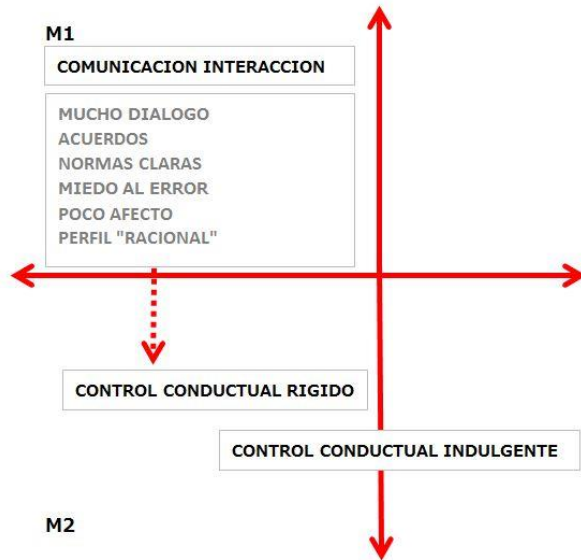 M1
COMUNICACION INTERACCION
MUCHO DIALOGO
ACUERDOS
NORMAS CLARAS
MIEDO AL ERROR
POCO AFECTO
PERFIL "RACIONAL"
CONTROL CONDUCTUAL RIGIDO
CONTROL CONDUCTUAL INDULGENTE
M2